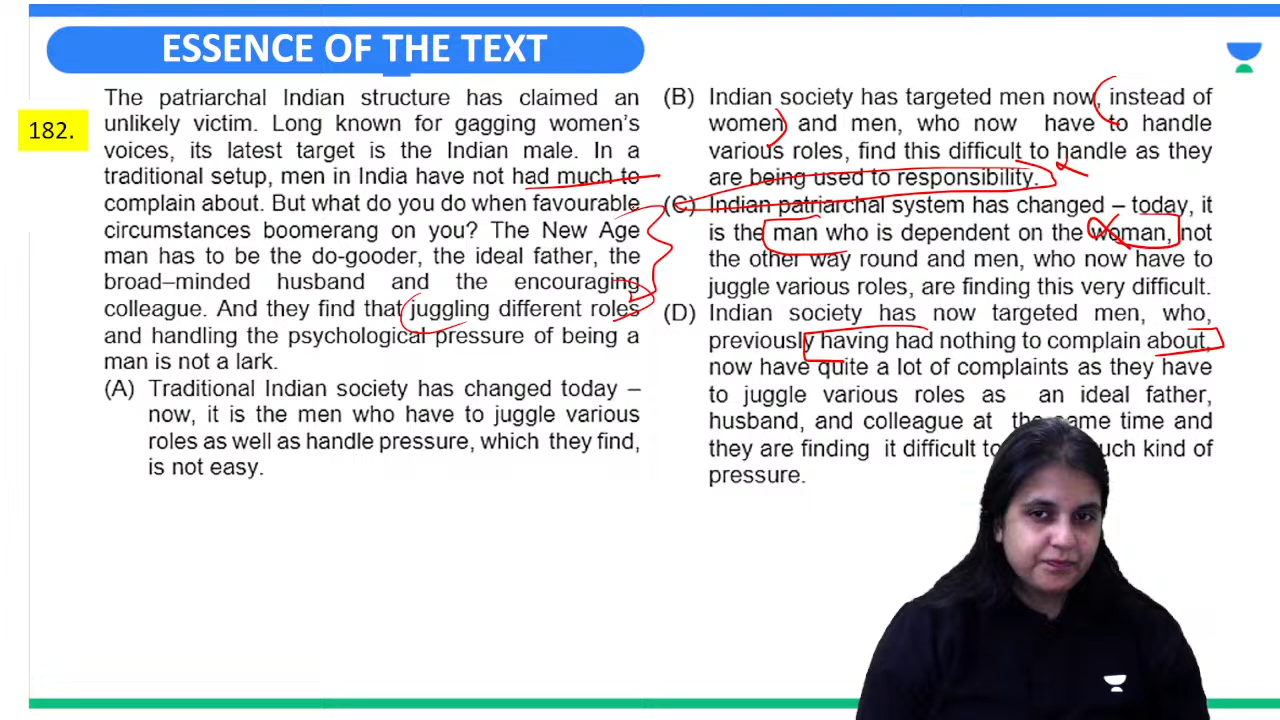 ESSENCE OF THE TEXT
182.
The patriarchal Indian structure has claimed an
unlikely victim. Long known for gagging women's
voices, its latest target is the Indian male. In a
traditional setup, men in India have not had much to
complain about. But what do you do when favourable
circumstances boomerang on you? The New Age
man has to be the do-gooder, the ideal father, the
broad–minded husband and the encouraging
colleague. And they find that juggling different roles
and handling the psychological pressure of being a
man is not a lark.
(A) Traditional Indian society has changed today –
now, it is the men who have to juggle various
roles as well as handle pressure, which they find,
is not easy.
(B) Indian society has targeted men now, instead of
women and men, who now have to handle
various roles, find this difficult to handle as they
are being used to responsibility.
(C) Indian patriarchal system has changed – today, it
is the man who is dependent on the woman, not
the other way round and men, who now have to
juggle various roles, are finding this very difficult.
(D) Indian society has now targeted men, who,
previously having had nothing to complain about,
now have quite a lot of complaints as they have
to juggle various roles as an ideal father,
husband, and colleague at the same time and
they are finding it difficult kind of
pressure.